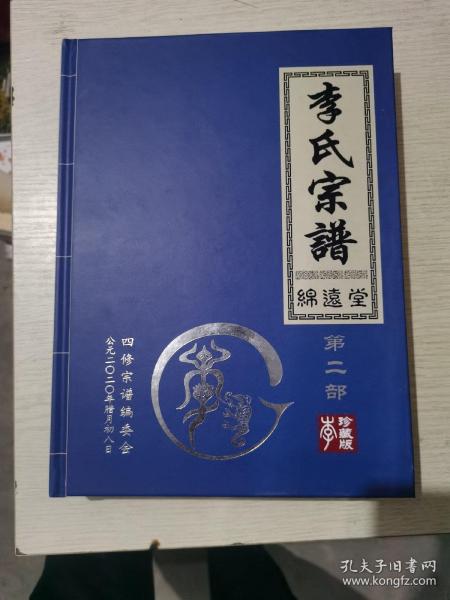 李氏宗譜
綿遠堂
第二部
珍藏版
李
四修宗谱编委会
公元二〇二〇年腊月初八日
孔夫子旧书网
www.kongfz.com